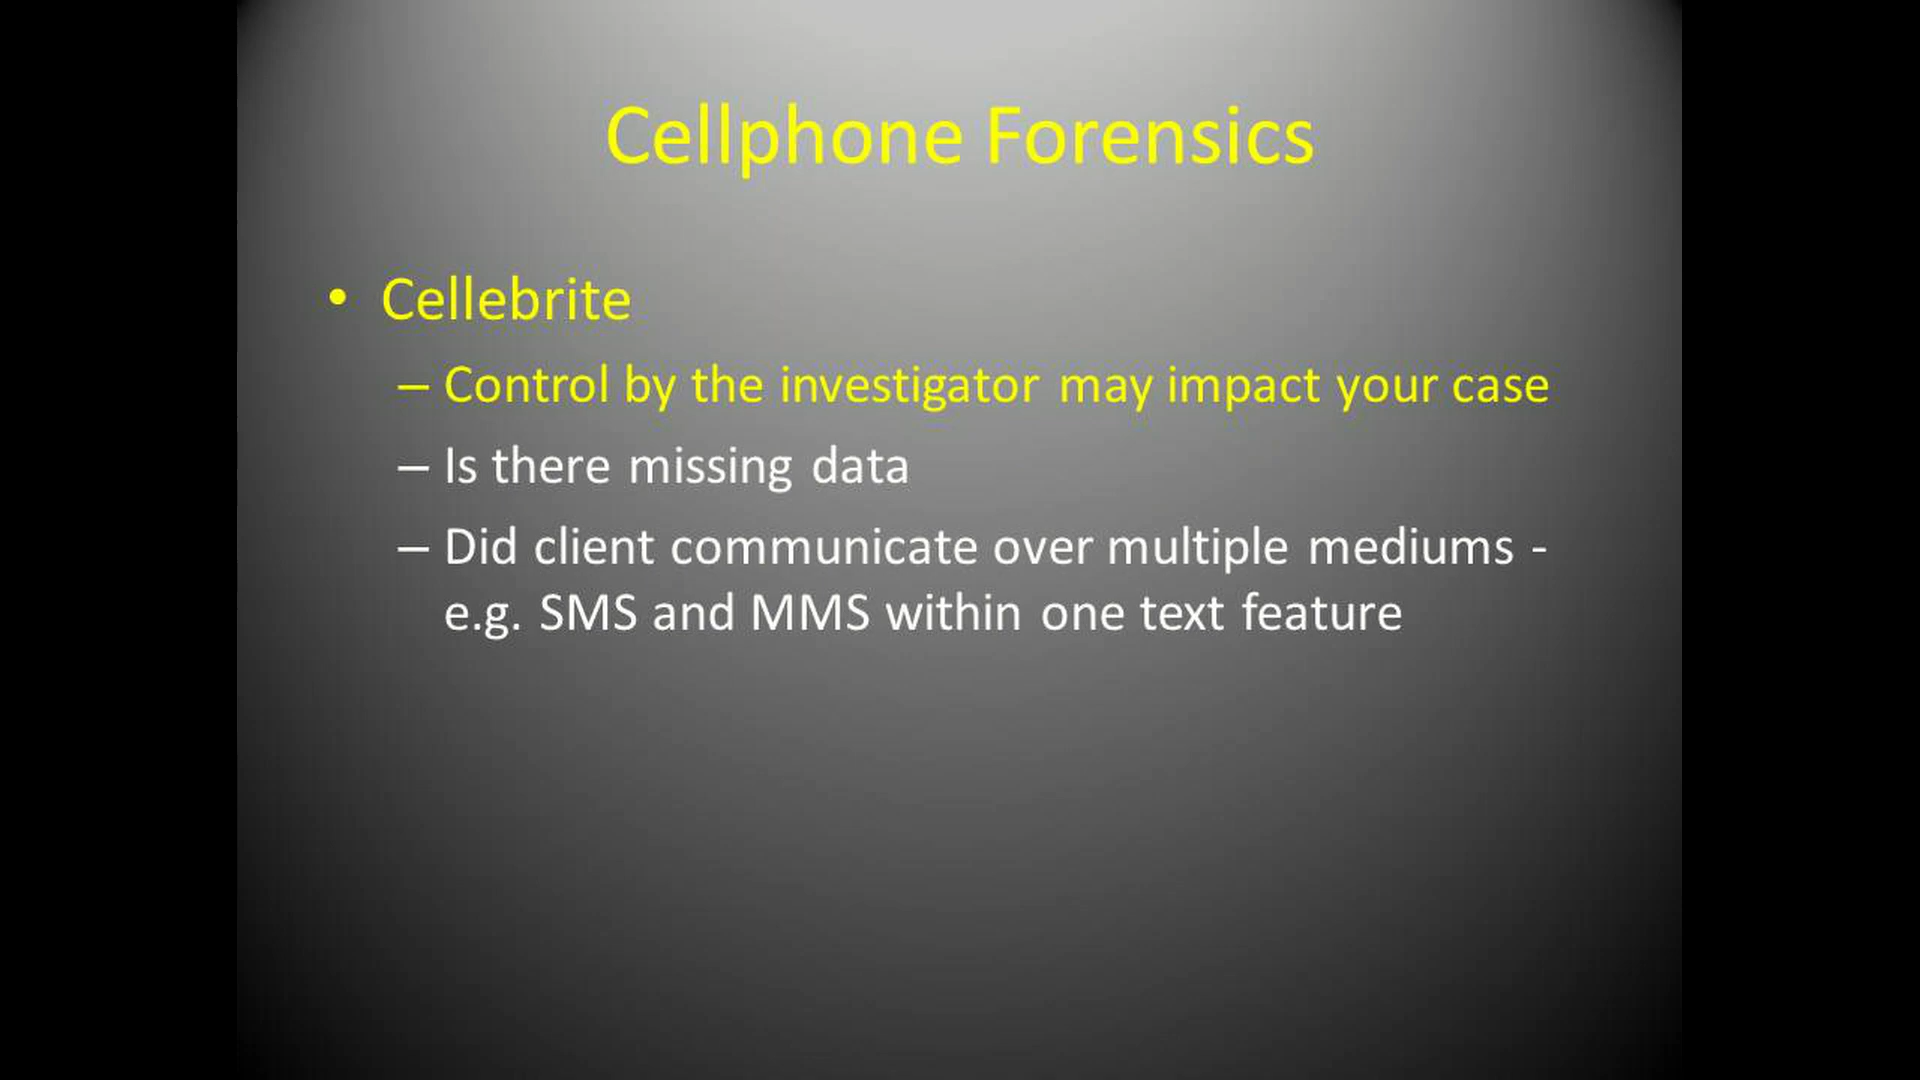 Cellphone Forensics
• Cellebrite
– Control by the investigator may impact your case
– Is there missing data
– Did client communicate over multiple mediums -
e.g. SMS and MMS within one text feature